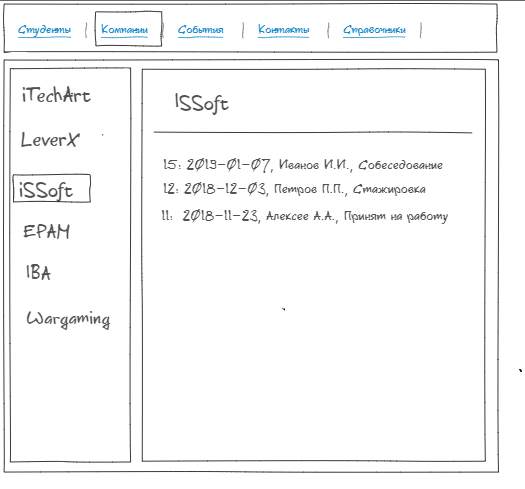 Студенты | Компании | События | Контакты | Справочники |
iTechArt
LeverX
iSSoft
EPAM
IBA
Wargaming
ISSoft
15: 2019-01-07, Иванов И.И., Собеседование
12: 2018-12-03, Петров П.П., Стажировка
11: 2018-11-23, Алексее А.А., Принят на работу